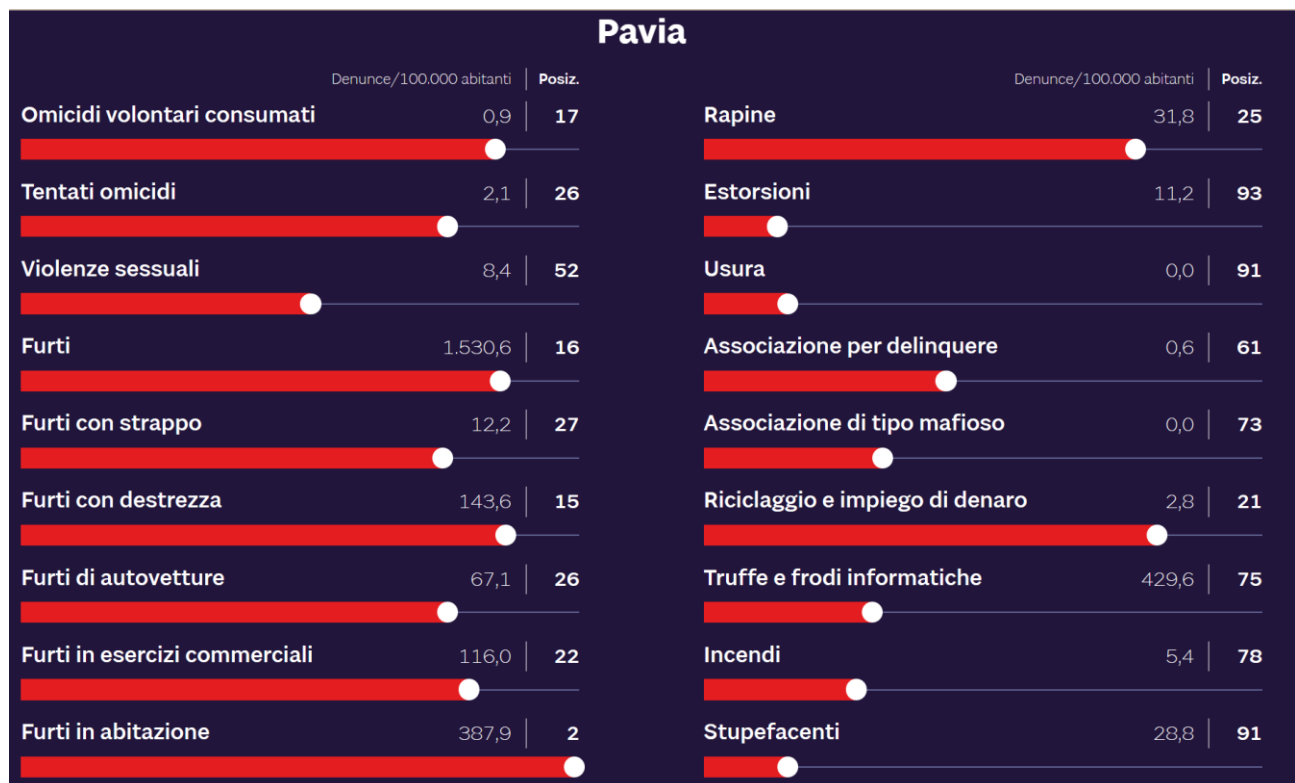 Pavia
Denunce/100.000 abitanti Posiz.
Omicidi volontari consumati 0,9 17
Tentati omicidi 2,1 26
Violenze sessuali 8,4 52
Furti 1.530,6 16
Furti con strappo 12,2 27
Furti con destrezza 143,6 15
Furti di autovetture 67,1 26
Furti in esercizi commerciali 116,0 22
Furti in abitazione 387,9 2
Denunce/100.000 abitanti Posiz.
Rapine 31,8 25
Estorsioni 11,2 93
Usura 0,0 91
Associazione per delinquere 0,6 61
Associazione di tipo mafioso 0,0 73
Riciclaggio e impiego di denaro 2,8 21
Truffe e frodi informatiche 429,6 75
Incendi 5,4 78
Stupefacenti 28,8 91